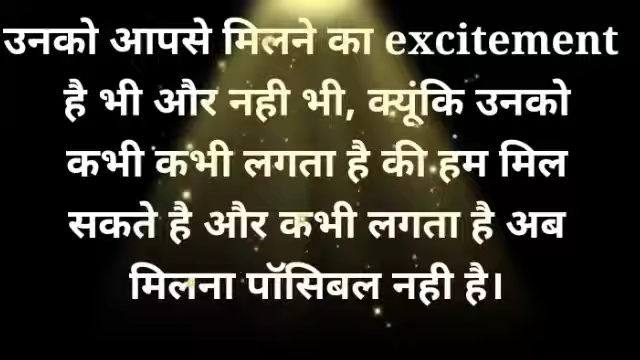 उनको आपसे मिलने का excitement
है भी और नही भी, क्यूंकि उनको
कभी कभी लगता है की हम मिल
सकते है और कभी लगता है अब
मिलना पॉसिबल नही है।